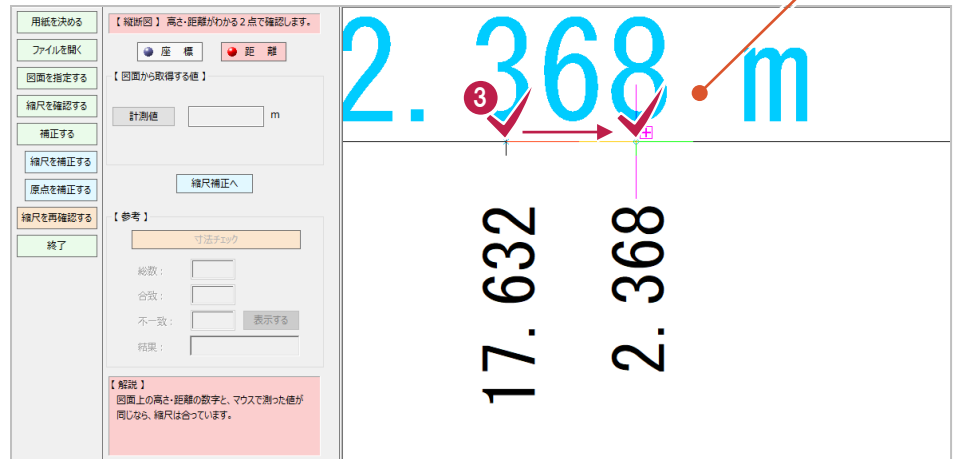 用紙を決める
ファイルを開く
図面を指定する
縮尺を確認する
補正する
縮尺を補正する
原点を補正する
縮尺を再確認する
終了
【 縦断図 】 高さ・距離がわかる２点で確認します。
座 標
距 離
【 図面から取得する値 】
計測値
m
縮尺補正へ
【 参考 】
寸法チェック
総数：
合致：
不一致：
表示する
結果：
【 解説 】
図面上の高さ・距離の数字と、マウスで測った値が
同じなら、縮尺は合っています。
2.368 m
3
17.632
2.368